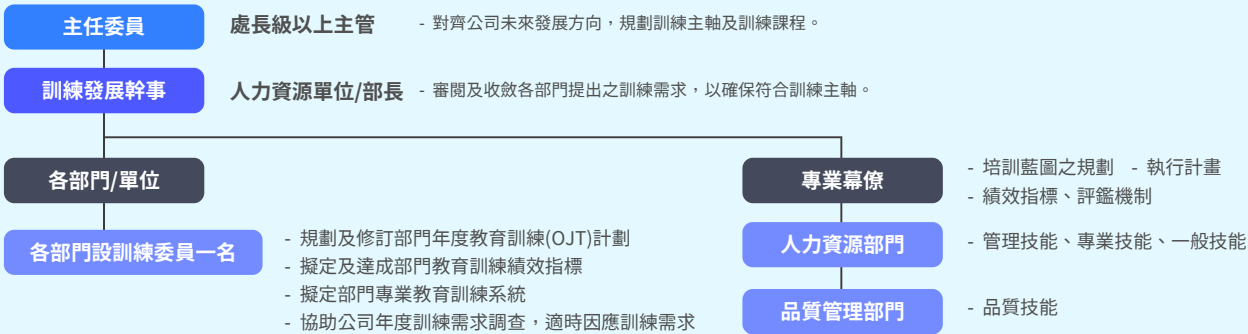 主任委員
處長級以上主管
- 對齊公司未來發展方向，規劃訓練主軸及訓練課程。
訓練發展幹事
人力資源單位/部長
- 審閱及收斂各部門提出之訓練需求，以確保符合訓練主軸。
各部門/單位
各部門設訓練委員一名
- 規劃及修訂部門年度教育訓練(OJT)計劃
- 擬定及達成部門教育訓練績效指標
- 擬定部門專業教育訓練系統
- 協助公司年度訓練需求調查，適時因應訓練需求
專業幕僚
- 培訓藍圖之規劃 - 執行計畫
- 績效指標、評鑑機制
人力資源部門
- 管理技能、專業技能、一般技能
品質管理部門
- 品質技能